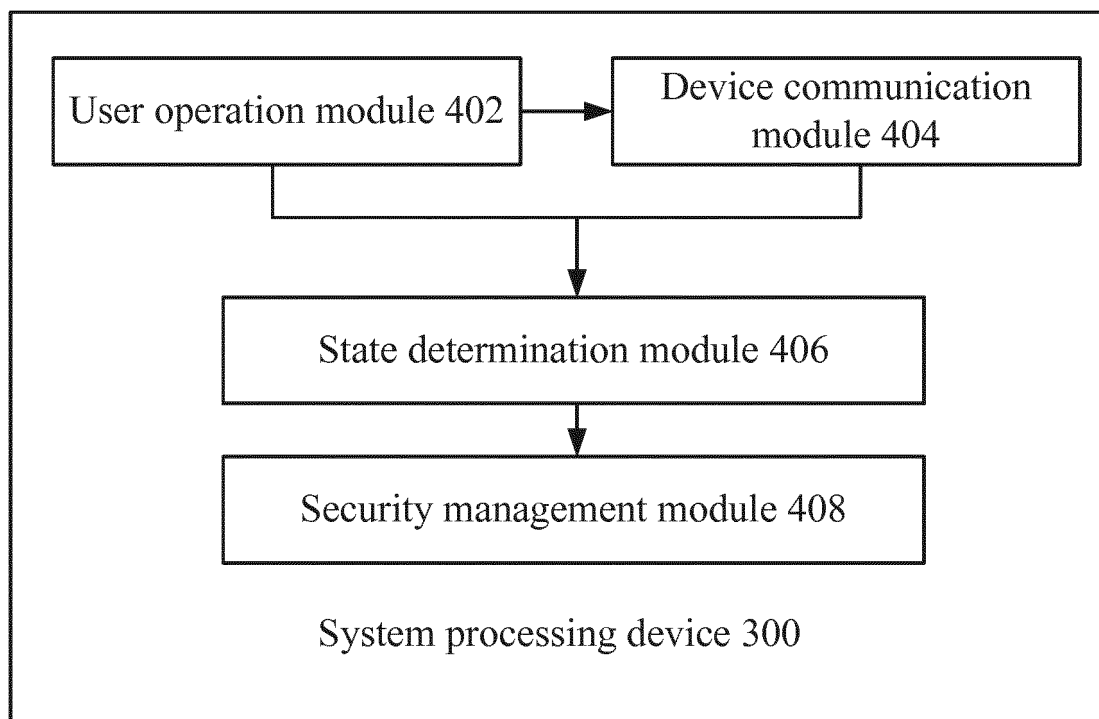 User operation module 402
Device communication
module 404
State determination module 406
Security management module 408
System processing device 300